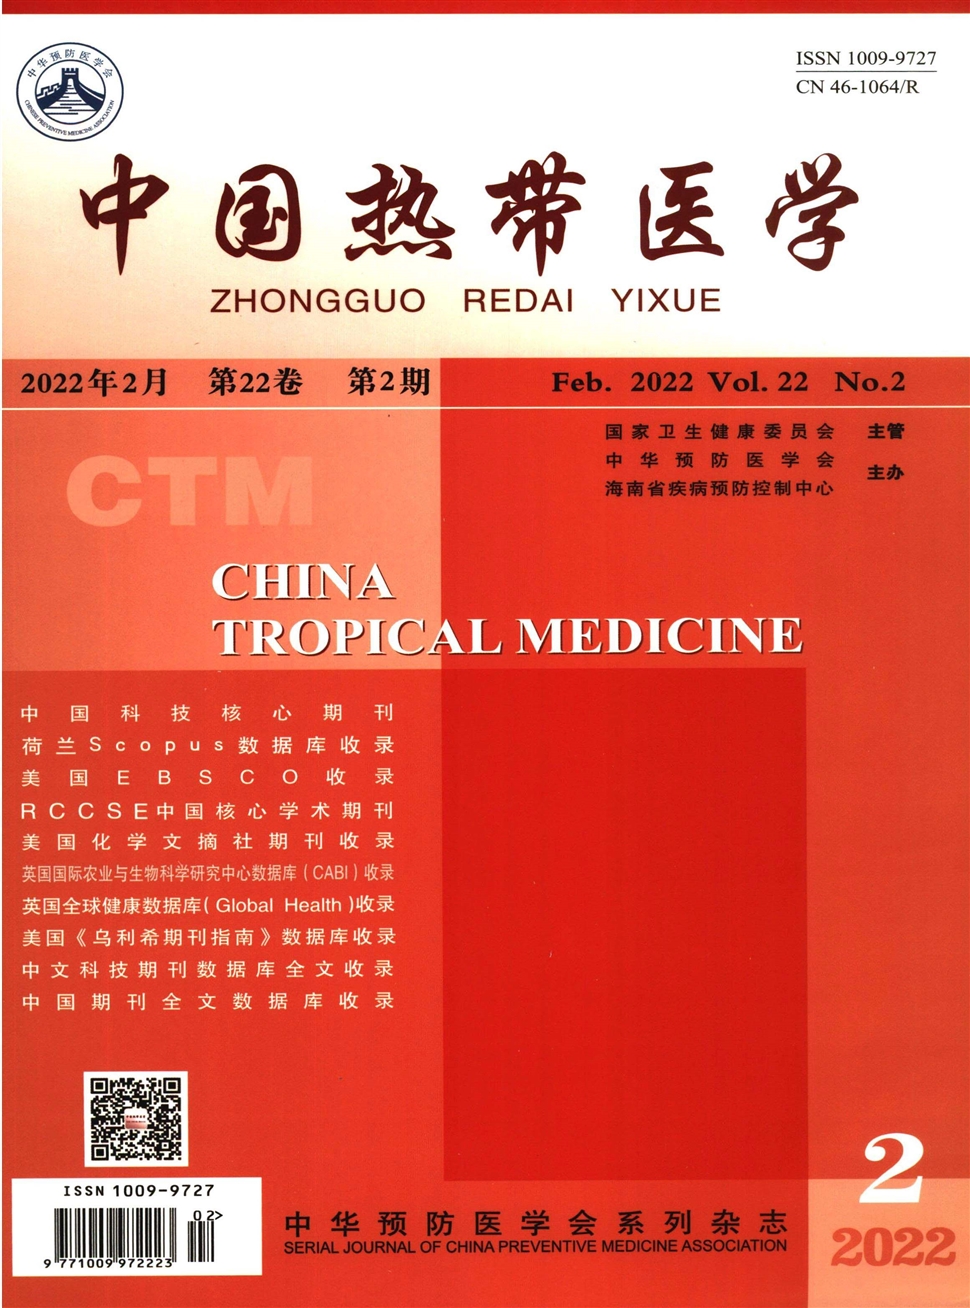 中华预防医学会
CHINESE PREVENTIVE MEDICINE ASSOCIATION
ISSN 1009-9727
CN 46-1064/R
中国热带医学
ZHONGGUO REDAI YIXUE
2022年2月 第22卷 第2期 Feb. 2022 Vol. 22 No.2
国家卫生健康委员会 主管
中华预防医学会
主办
海南省疾病预防控制中心
CTM
CHINA
TROPICAL MEDICINE
中国科技核心期刊
荷兰Scopus数据库收录
美国EBSCO收录
RCCSE中国核心学术期刊
美国化学文摘社期刊收录
英国国际农业与生物科学研究中心数据库(CABI)收录
英国全球健康数据库(Global Health)收录
美国《乌利希期刊指南》数据库收录
中文科技期刊数据库全文收录
中国期刊全文数据库收录
ISSN 1009-9727
02>
9 771009 972223
中华预防医学会系列杂志
SERIAL JOURNAL OF CHINA PREVENTIVE MEDICINE ASSOCIATION
2
2022